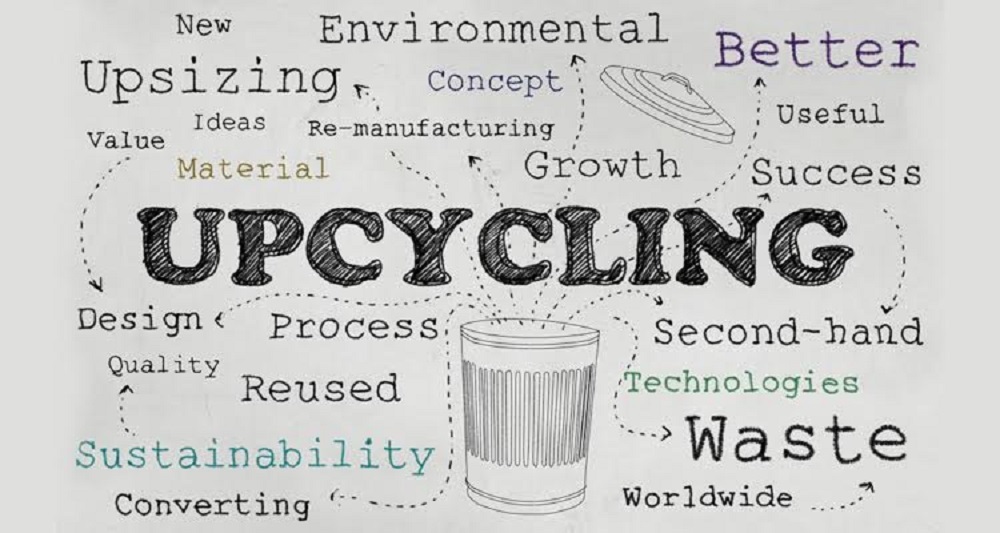 New
Environmental
Better
Upsizing
Concept
Useful
Ideas
Value
Re-manufacturing
Material
Growth
Success
UPCYCLING
Design
Process
Second-hand
Quality
Reused
Technologies
Sustainability
Waste
Converting
Worldwide